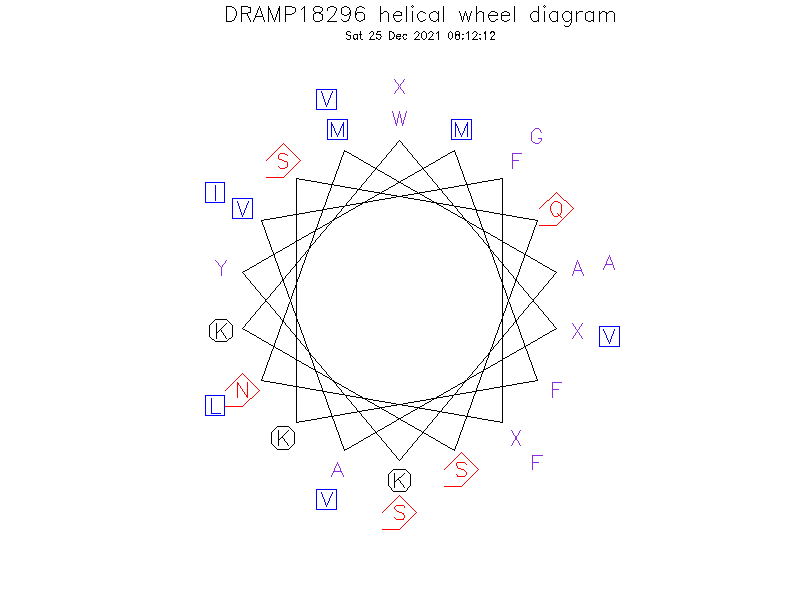 DRAMP18296 helical wheel diagram
Sat 25 Dec 2021 08:12:12
X
V
W
M
M
G
S
F
I
V
Q
Y
A
A
K
X
V
N
F
L
K
X
F
A
S
K
V
S